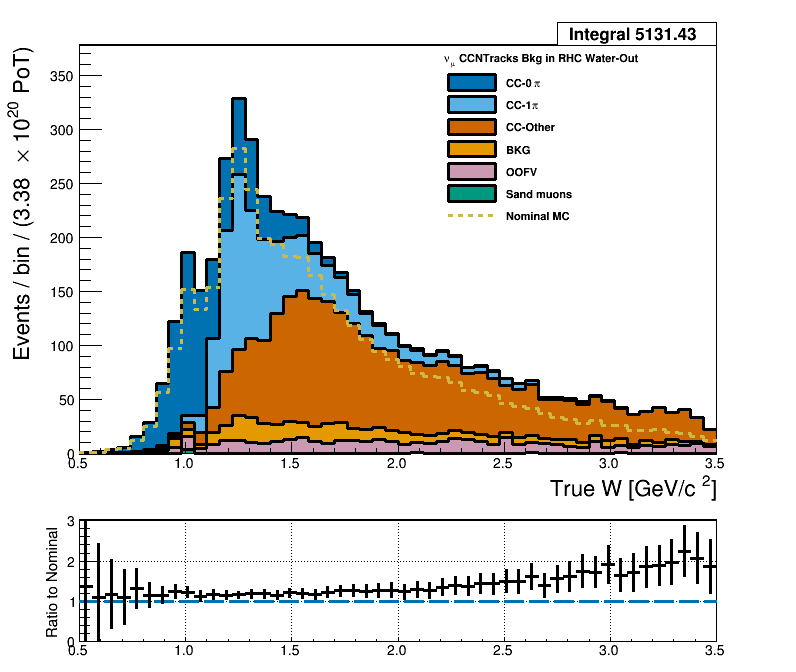 Integral 5131.43
ν_μ CCNTracks Bkg in RHC Water-Out
CC-0 π
CC-1π
CC-Other
BKG
OOFV
Sand muons
Nominal MC
Events / bin / (3.38 × 10^20 PoT)
350
300
250
200
150
100
50
0
0.5 1.0 1.5 2.0 2.5 3.0 3.5
True W [GeV/c ^2]
Ratio to Nominal
3
2
1
0
0.5 1.0 1.5 2.0 2.5 3.0 3.5